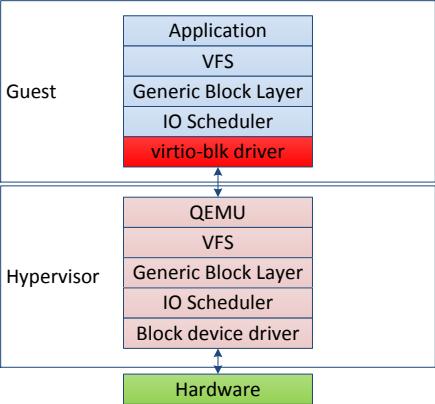 Application
VFS
Guest
Generic Block Layer
IO Scheduler
virtio-blk driver
QEMU
VFS
Hypervisor
Generic Block Layer
IO Scheduler
Block device driver
Hardware